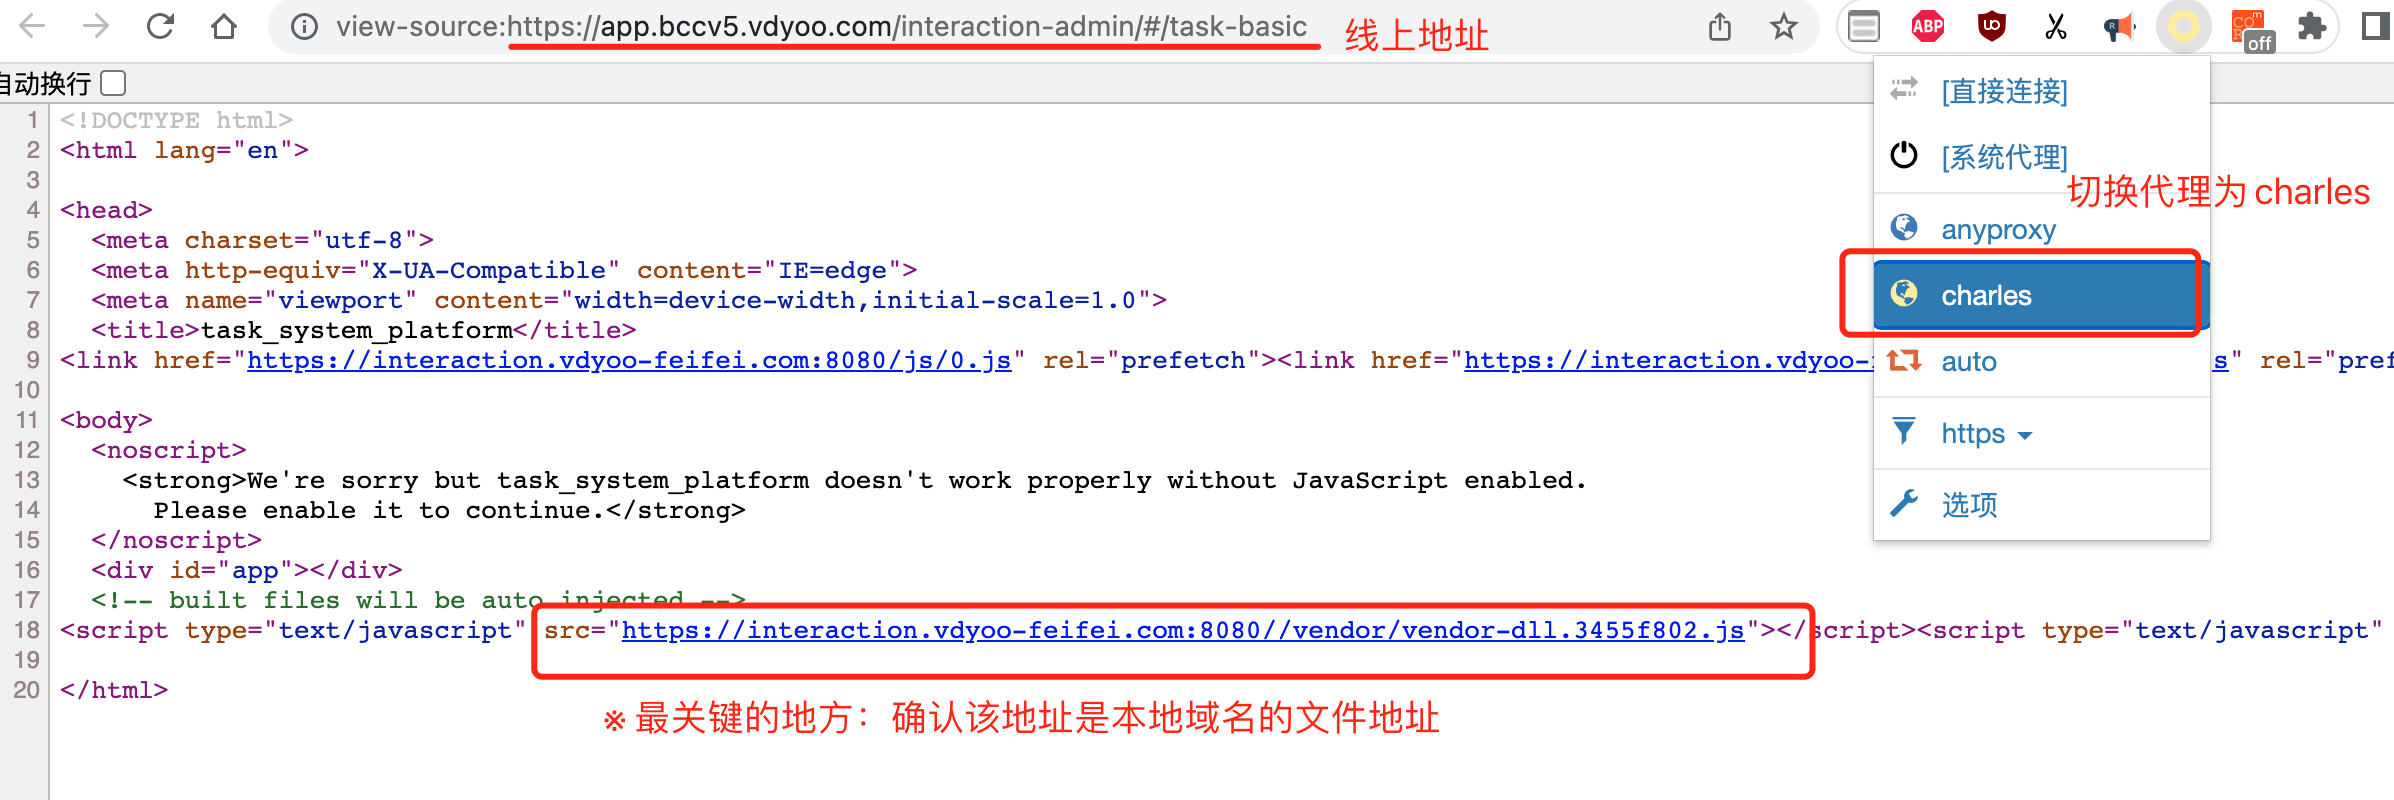 view-source:https://app.bccv5.vdyoo.com/interaction-admin/#/task-basic
线上地址
ABP
UO
R
off
自动换行
[直接连接]
[系统代理]
切换代理为 charles
anyproxy
charles
auto
https
选项
1 <!DOCTYPE html>
2 <html lang="en">
3
4 <head>
5 <meta charset="utf-8">
6 <meta http-equiv="X-UA-Compatible" content="IE=edge">
7 <meta name="viewport" content="width=device-width,initial-scale=1.0">
8 <title>task_system_platform</title>
9 <link href="https://interaction.vdyoo-feifei.com:8080/js/0.js" rel="prefetch"><link href="https://interaction.vdyoo- s" rel="pref
10
11 <body>
12 <noscript>
13 <strong>We're sorry but task_system_platform doesn't work properly without JavaScript enabled.
14 Please enable it to continue.</strong>
15 </noscript>
16 <div id="app"></div>
17 <!-- built files will be auto injected -->
18 <script type="text/javascript" src="https://interaction.vdyoo-feifei.com:8080//vendor/vendor-dll.3455f802.js"></script><script type="text/javascript"
19
20 </html>
※ 最关键的地方：确认该地址是本地域名的文件地址